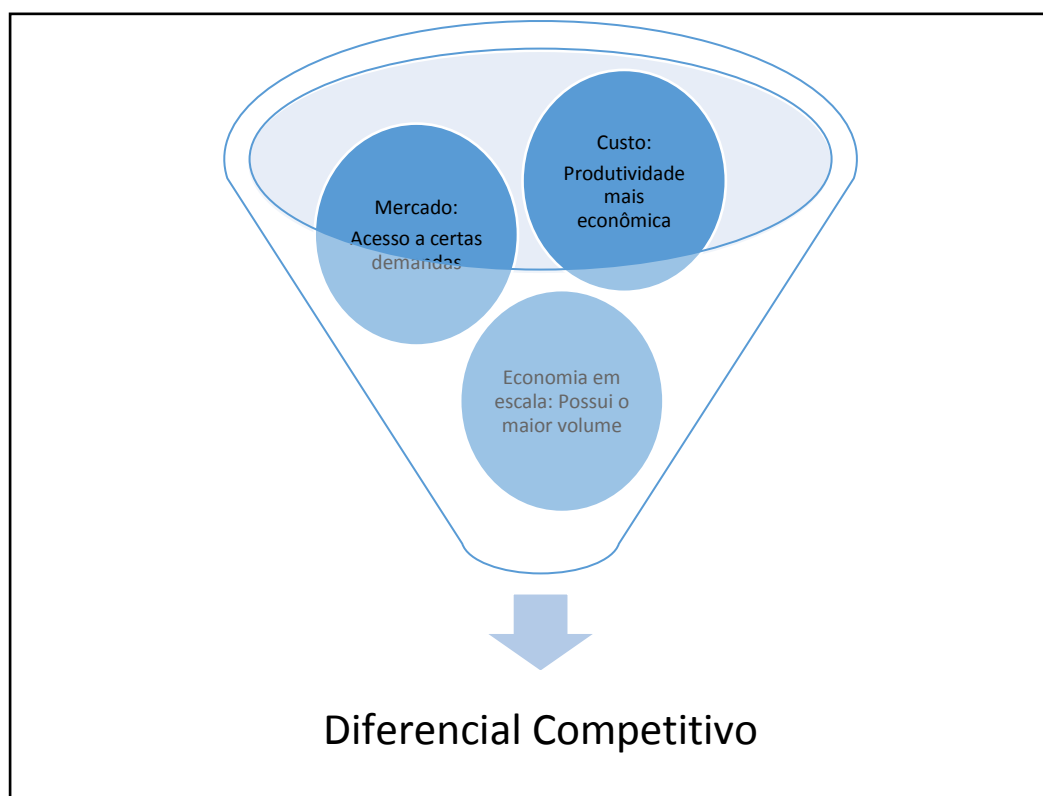 Custo:
Produtividade
mais
econômica
Mercado:
Acesso a certas
demandas
Economia em
escala: Possui o
maior volume
Diferencial Competitivo